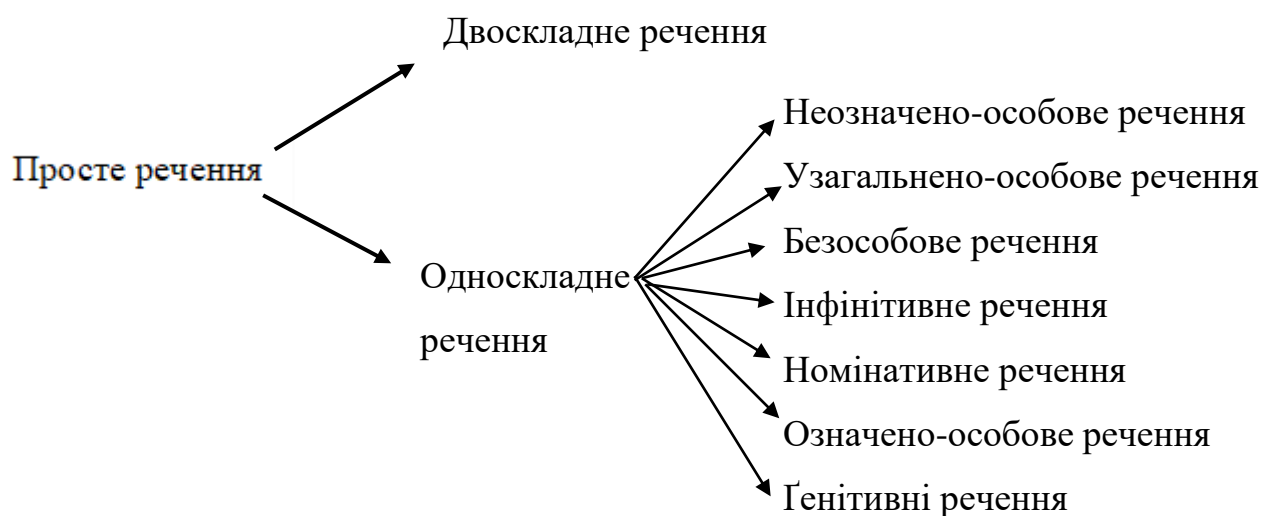 Двоскладне речення
Неозначено-особове речення
Просте речення
Узагальнено-особове речення
Безособове речення
Односкладне
речення
Інфінітивне речення
Номінативне речення
Означено-особове речення
Ґенітивні речення